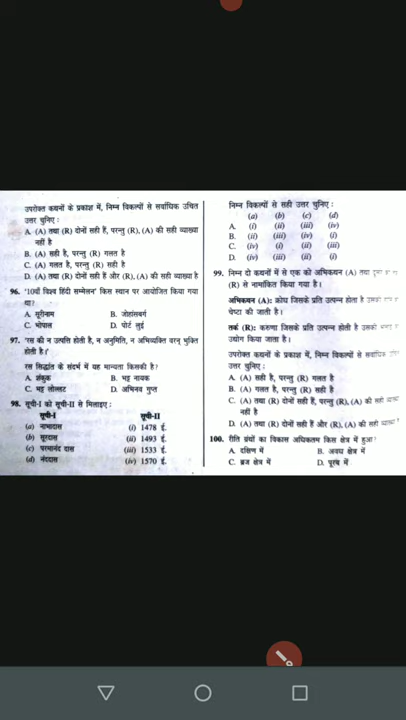 उपरोक्त कथनों के प्रकाश में, निम्न विकल्पों से सर्वाधिक उचित
उत्तर चुनिए :
A. (A) तथा (R) दोनों सही हैं, परन्तु (R), (A) की सही व्याख्या
नहीं है
B. (A) सही है, परन्तु (R) गलत है
C. (A) गलत है, परन्तु (R) सही है
D. (A) तथा (R) दोनों सही हैं और (R), (A) की सही व्याख्या है
96. '10वाँ विश्व हिंदी सम्मेलन' किस स्थान पर आयोजित किया गया
था?
A. सूरीनाम B. जोहांसबर्ग
C. भोपाल D. पोर्ट लुई
97. 'रस की न उत्पत्ति होती है, न अनुमिति, न अभिव्यक्ति वरन् भुक्ति
होती है।'
रस सिद्धांत के संदर्भ में यह मान्यता किसकी है?
A. शंकुक B. भट्ट नायक
C. भट्ट लोल्लट D. अभिनव गुप्त
98. सूची-I को सूची-II से मिलाइए :
सूची-I सूची-II
(a) नाभादास (i) 1478 ई.
(b) सूरदास (ii) 1493 ई.
(c) परमानंद दास (iii) 1533 ई.
(d) नंददास (iv) 1570 ई.
निम्न विकल्पों से सही उत्तर चुनिए :
(a) (b) (c) (d)
A. (i) (ii) (iii) (iv)
B. (ii) (iii) (iv) (i)
C. (iv) (i) (ii) (iii)
D. (iv) (iii) (ii) (i)
99. निम्न दो कथनों में से एक को अभिकथन (A) तथा
(R) से नामांकित किया गया है।
अभिकथन (A): क्रोध जिसके प्रति उत्पन्न होता है उसकी
चेष्टा की जाती है।
तर्क (R): करुणा जिसके प्रति उत्पन्न होती है उसकी
उद्योग किया जाता है।
उपरोक्त कथनों के प्रकाश में, निम्न विकल्पों से सर्वाधिक
उत्तर चुनिए :
A. (A) सही है, परन्तु (R) गलत है
B. (A) गलत है, परन्तु (R) सही है
C. (A) तथा (R) दोनों सही हैं, परन्तु (R), (A) की सही
नहीं है
D. (A) तथा (R) दोनों सही हैं और (R), (A) की सही
100. रीति ग्रंथों का विकास अधिकतम किस क्षेत्र में हुआ?
A. दक्षिण में B. अवध क्षेत्र में
C. ब्रज क्षेत्र में D. पूरब में